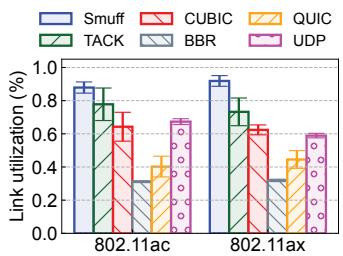 Smuff CUBIC QUIC
TACK BBR UDP
Link utilization (%)
1.0
0.8
0.6
0.4
0.2
0.0
802.11ac 802.11ax